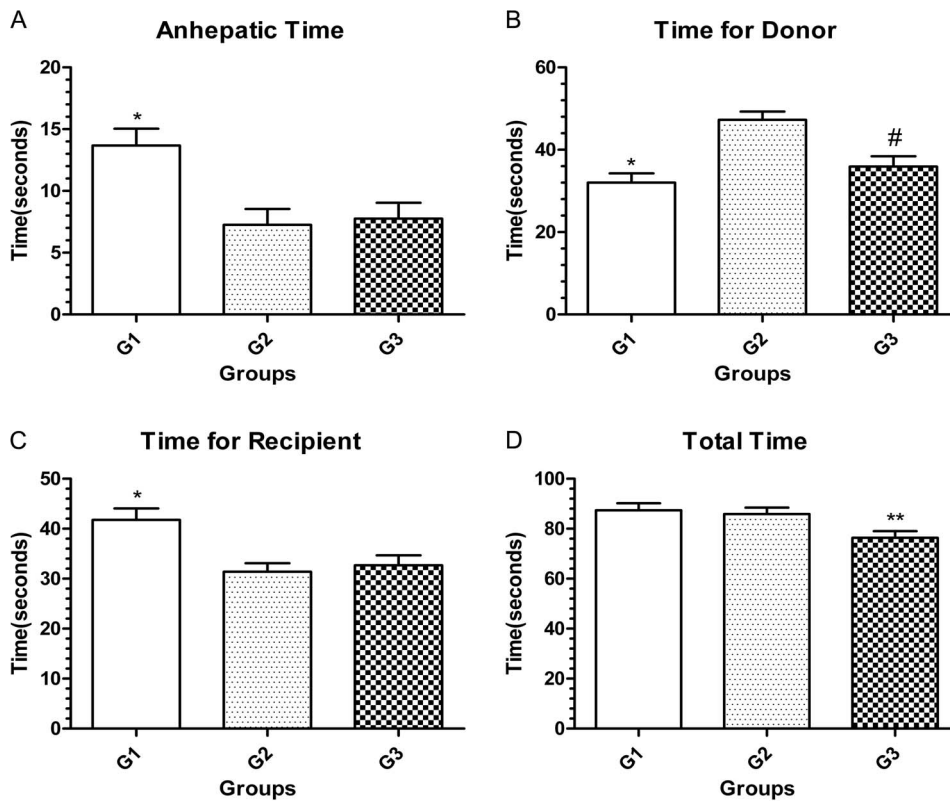 A
Anhepatic Time
Time(seconds)
20
15
10
5
0
*
G1
G2
G3
Groups
B
Time for Donor
Time(seconds)
60
40
20
0
*
#
G1
G2
G3
Groups
C
Time for Recipient
Time(seconds)
50
40
30
20
10
0
*
G1
G2
G3
Groups
D
Total Time
Time(seconds)
100
80
60
40
20
0
**
G1
G2
G3
Groups